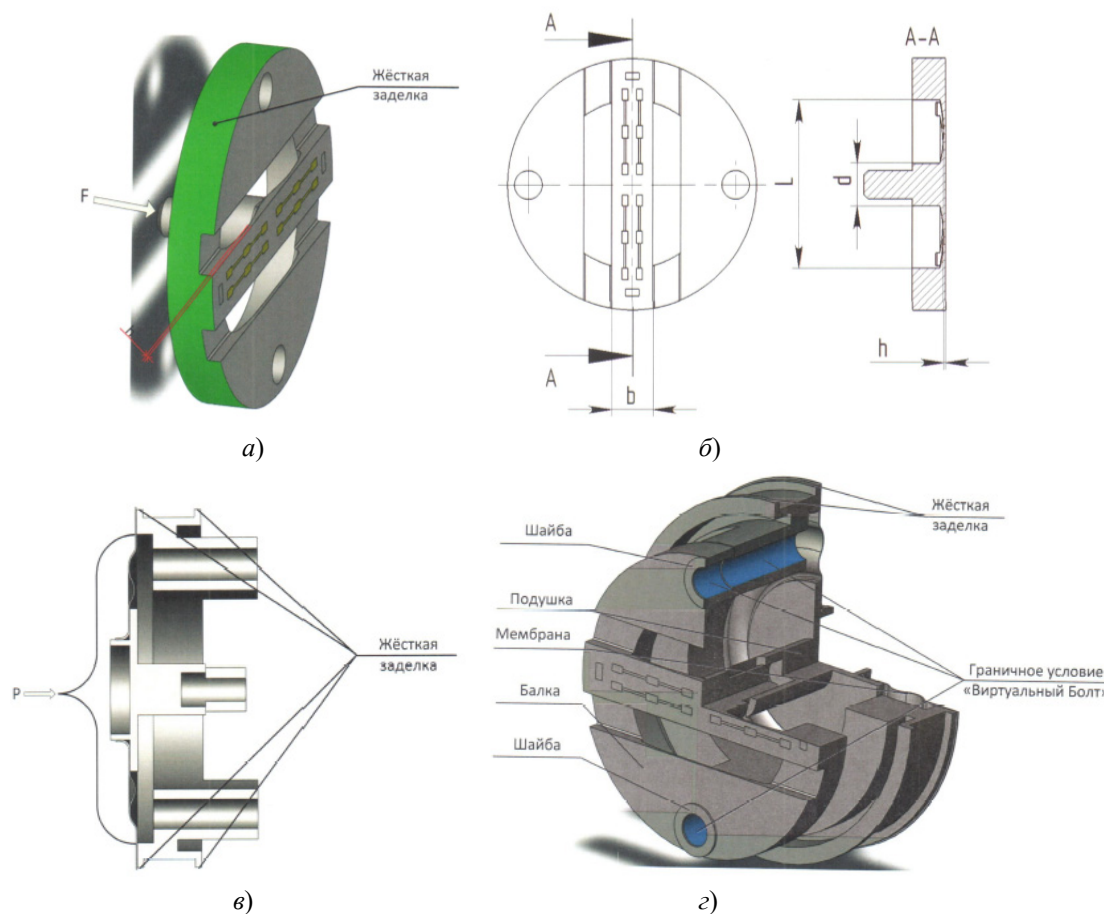 Жёсткая
заделка
F
а)
А
А
b
А-А
L
d
h
б)
P
Жёсткая
заделка
в)
Шайба
Подушка
Мембрана
Балка
Шайба
Жёсткая
заделка
Граничное условие
«Виртуальный Болт»
г)